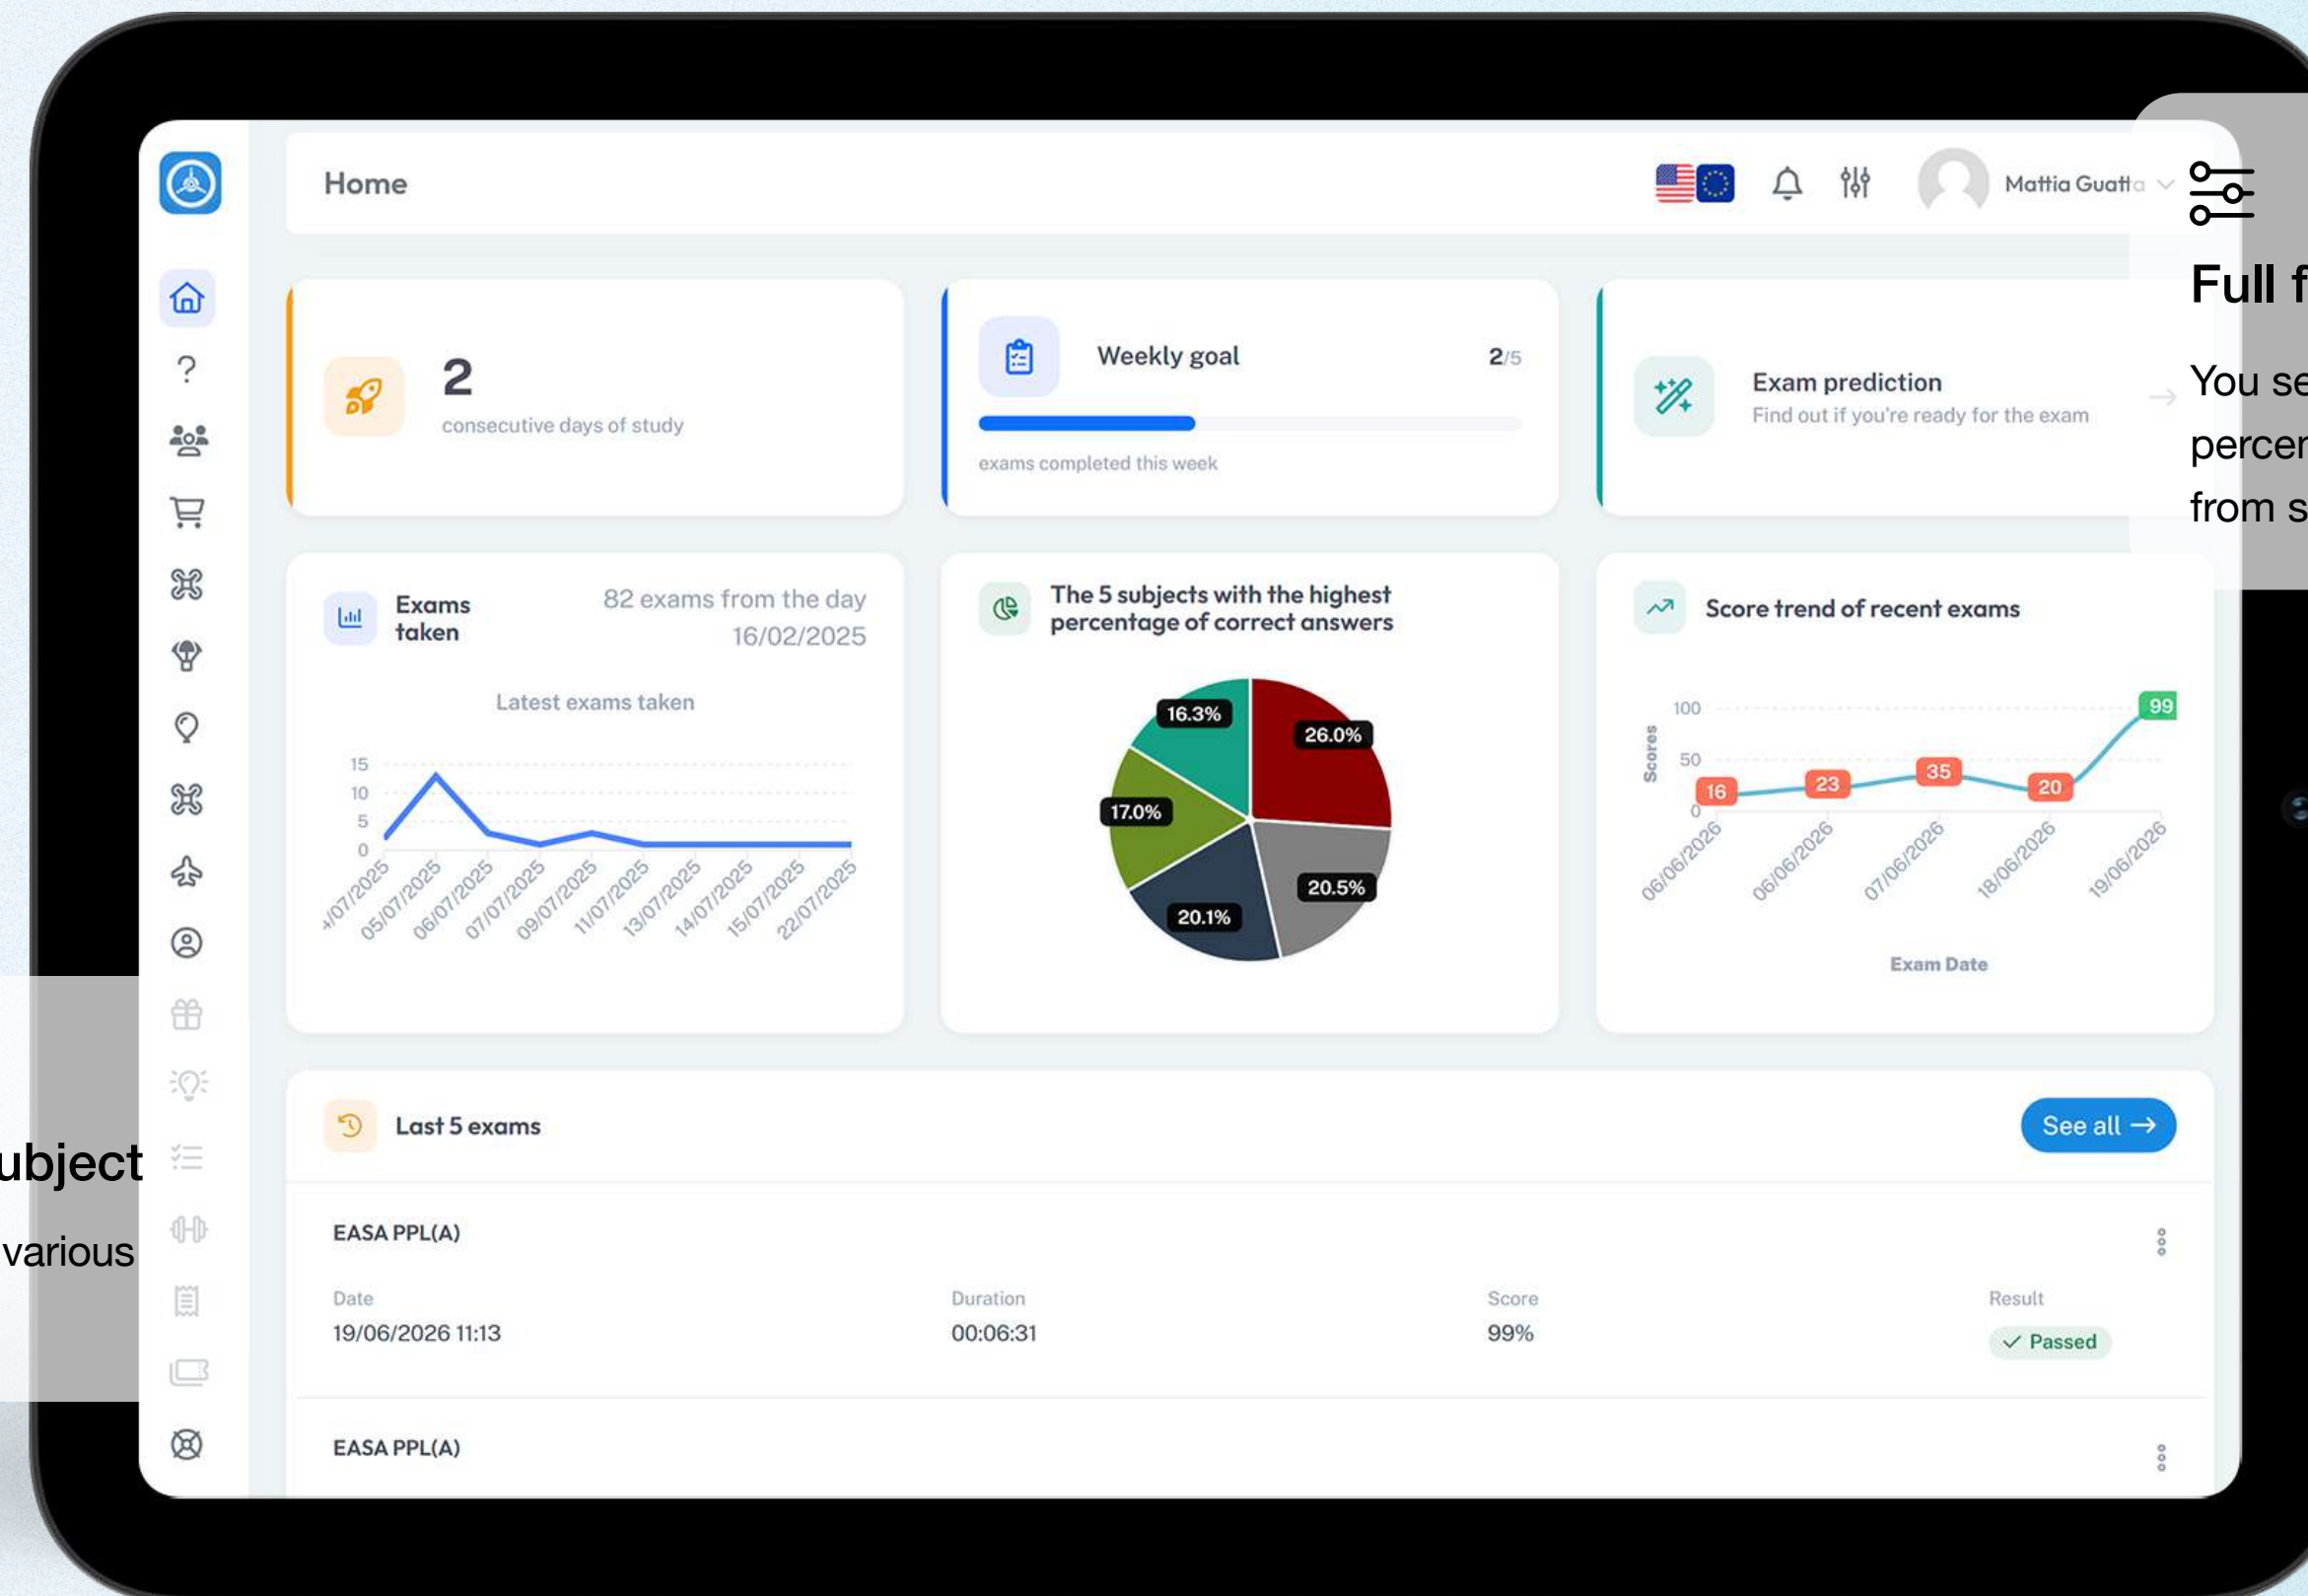 Home
Mattia Guatta
Full f
You se
percen
from s
2
consecutive days of study
Weekly goal
2/5
exams completed this week
Exam prediction
Find out if you're ready for the exam
Exams
taken
82 exams from the day
16/02/2025
Latest exams taken
15
10
5
0
4/07/2025
05/07/2025
06/07/2025
07/07/2025
09/07/2025
11/07/2025
13/07/2025
14/07/2025
15/07/2025
22/07/2025
The 5 subjects with the highest
percentage of correct answers
16.3%
26.0%
17.0%
20.5%
20.1%
Score trend of recent exams
Scores
100
50
0
16
23
35
20
99
06/06/2026
06/06/2026
07/06/2026
18/06/2026
19/06/2026
Exam Date
ubject
various
Last 5 exams
See all →
EASA PPL(A)
Date
19/06/2026 11:13
Duration
00:06:31
Score
99%
Result
✓ Passed
EASA PPL(A)